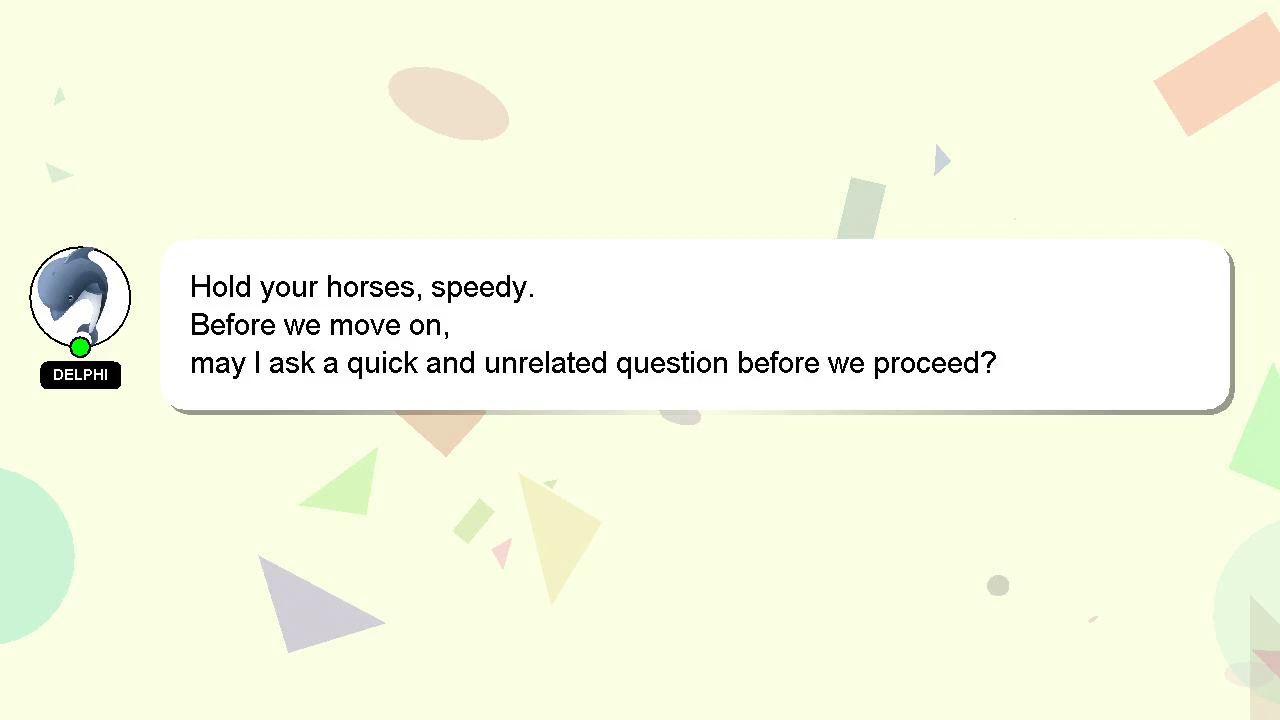 Hold your horses, speedy.
Before we move on,
may I ask a quick and unrelated question before we proceed?
DELPHI